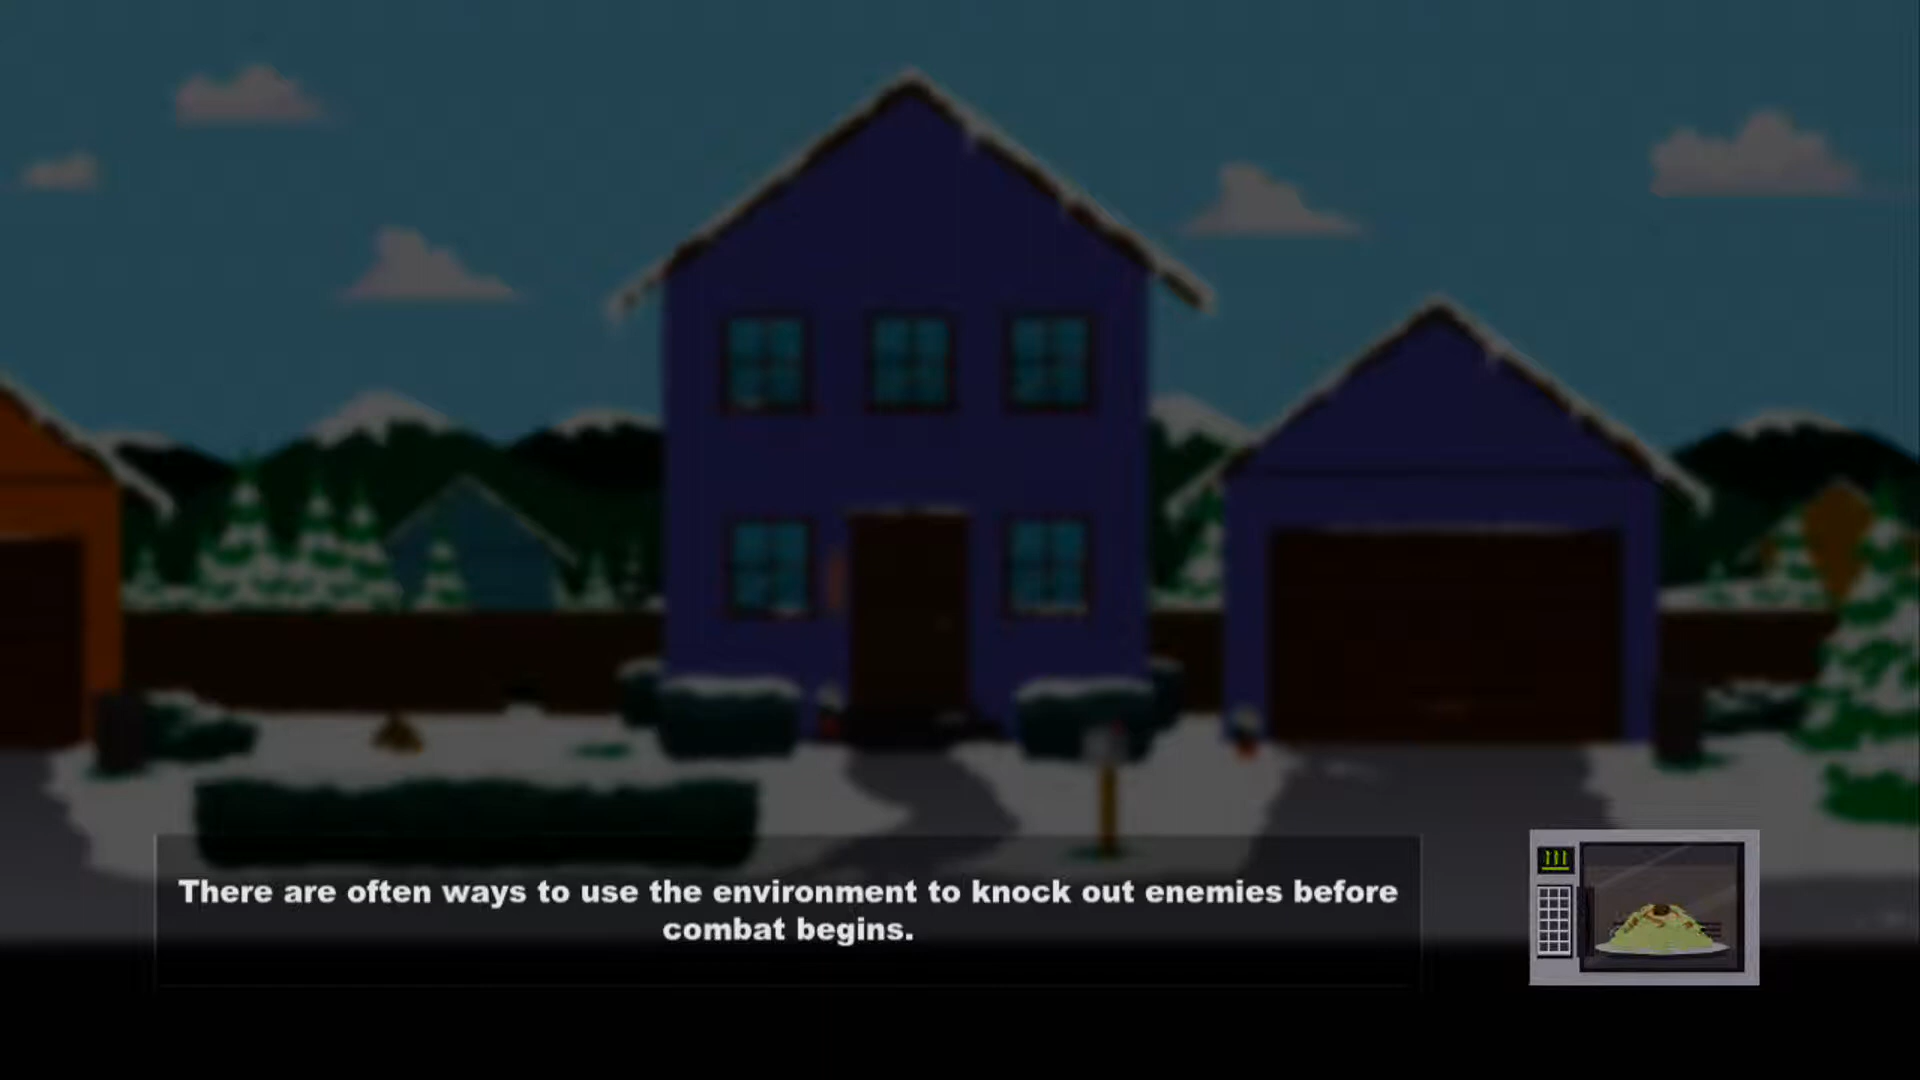 There are often ways to use the environment to knock out enemies before
combat begins.